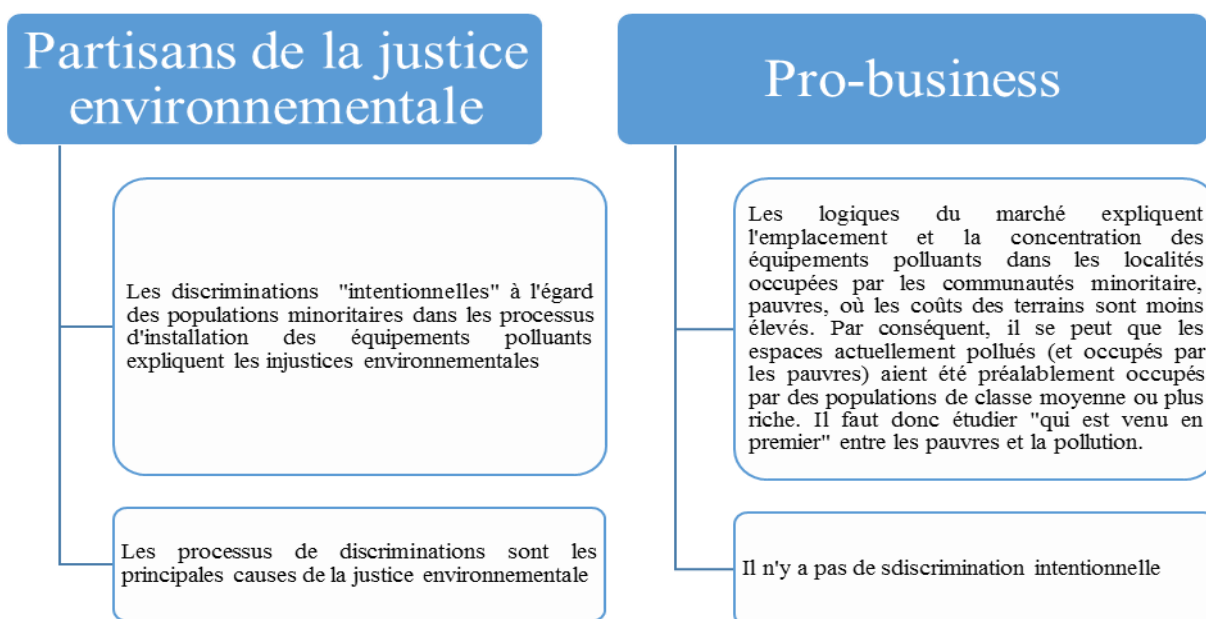 Partisans de la justice
environnementale
Les discriminations "intentionnelles" à l'égard
des populations minoritaires dans les processus
d'installation des équipements polluants
expliquent les injustices environnementales
Les processus de discriminations sont les
principales causes de la justice environnementale
Pro-business
Les logiques du marché expliquent
l'emplacement et la concentration des
équipements polluants dans les localités
occupées par les communautés minoritaire,
pauvres, où les coûts des terrains sont moins
élevés. Par conséquent, il se peut que les
espaces actuellement pollués (et occupés par
les pauvres) aient été préalablement occupés
par des populations de classe moyenne ou plus
riche. Il faut donc étudier "qui est venu en
premier" entre les pauvres et la pollution.
Il n'y a pas de sdiscrimination intentionnelle